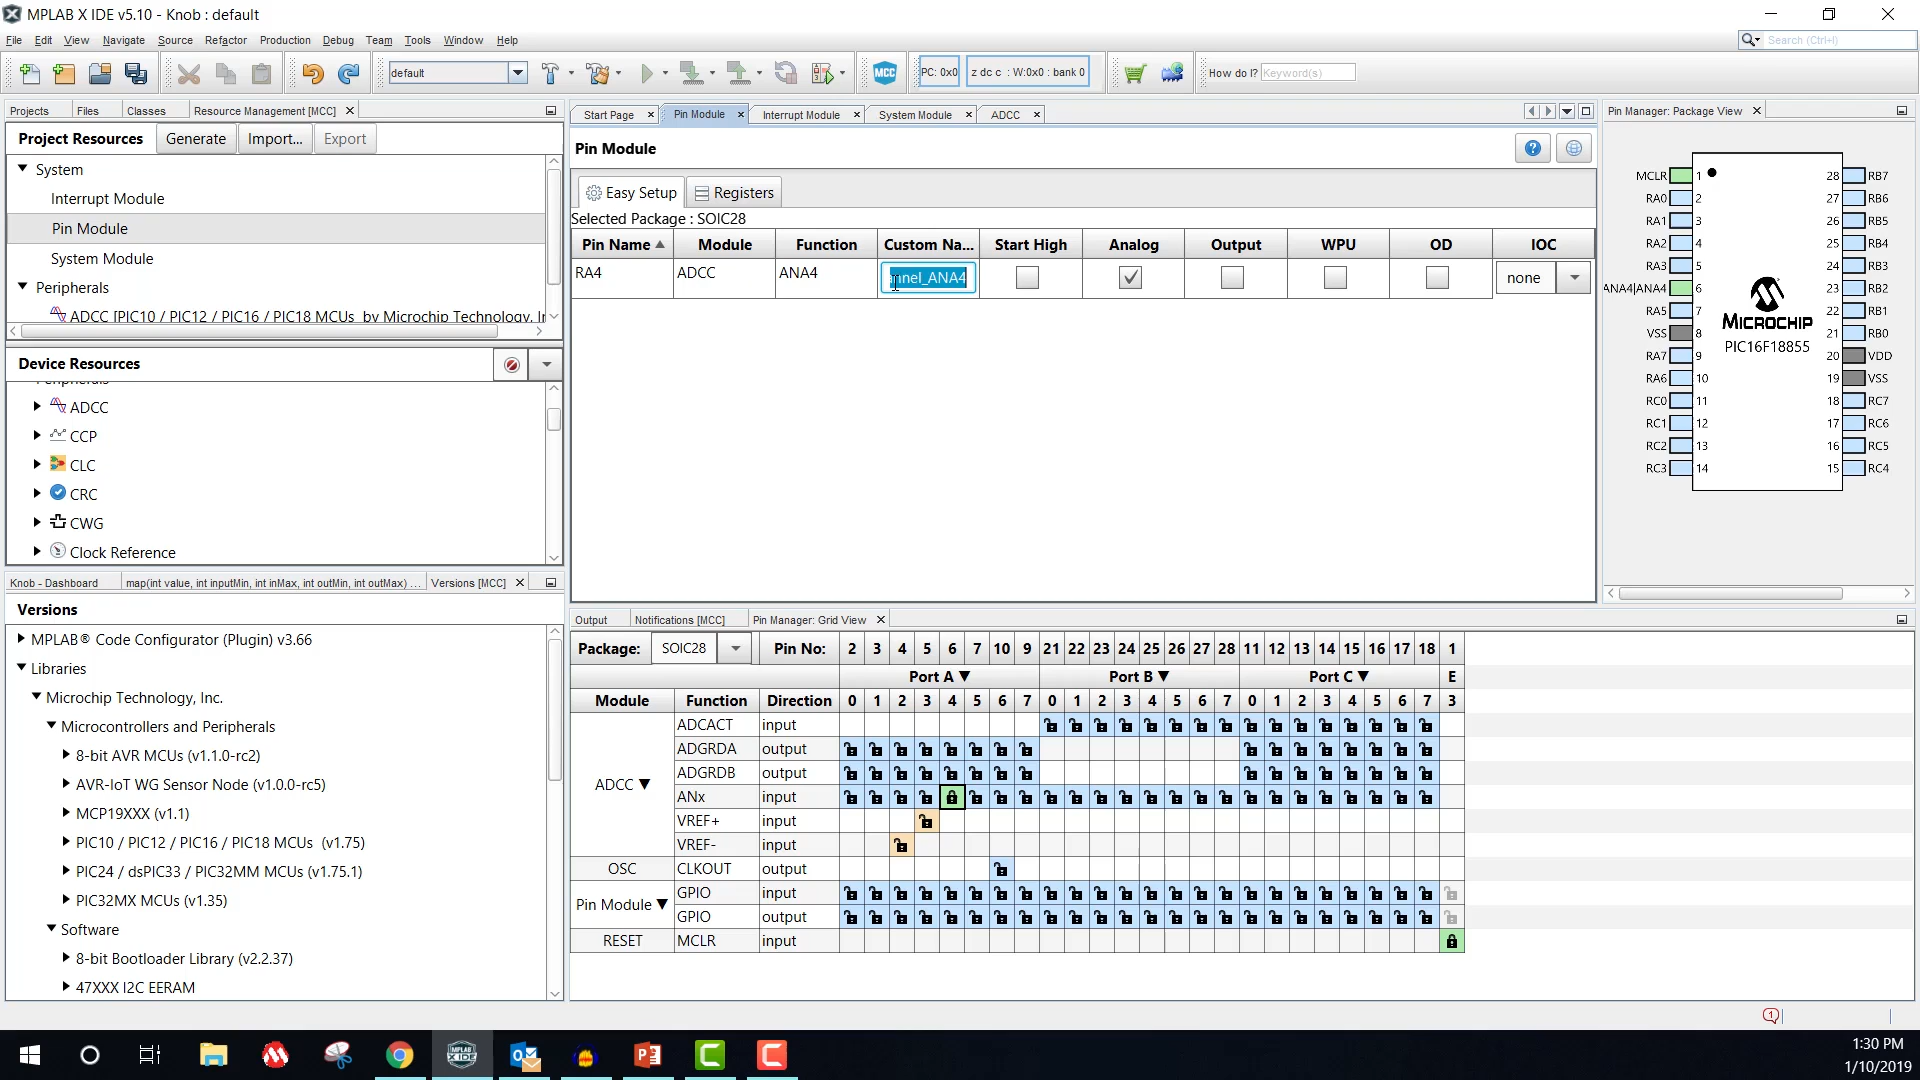 MPLAB X IDE v5.10 - Knob : default
File Edit View Navigate Source Refactor Production Debug Team Tools Window Help
Search (Ctrl+I)
default
MCC
PC: 0x0
z dc c : W:0x0 : bank 0
How do I? Keyword(s)
Projects Files Classes Resource Management [MCC]
Project Resources Generate Import... Export
System
Interrupt Module
Pin Module
System Module
Peripherals
ADCC [PIC10 / PIC12 / PIC16 / PIC18 MCUs by Microchip Technology, Ir
Device Resources
Peripherals
ADCC
CCP
CLC
CRC
CWG
Clock Reference
Knob - Dashboard map(int value, int inputMin, int inMax, int outMin, int outMax) ... Versions [MCC]
Versions
MPLAB® Code Configurator (Plugin) v3.66
Libraries
Microchip Technology, Inc.
Microcontrollers and Peripherals
8-bit AVR MCUs (v1.1.0-rc2)
AVR-IoT WG Sensor Node (v1.0.0-rc5)
MCP19XXX (v1.1)
PIC10 / PIC12 / PIC16 / PIC18 MCUs (v1.75)
PIC24 / dsPIC33 / PIC32MM MCUs (v1.75.1)
PIC32MX MCUs (v1.35)
Software
8-bit Bootloader Library (v2.2.37)
47XXX I2C EERAM
Start Page Pin Module Interrupt Module System Module ADCC
Pin Module
Easy Setup Registers
Selected Package : SOIC28
Pin Name Module Function Custom Na... Start High Analog Output WPU OD IOC
RA4 ADCC ANA4 annel_ANA4 none
Pin Manager: Package View
MCLR 1 28 RB7
RA0 2 27 RB6
RA1 3 26 RB5
RA2 4 25 RB4
RA3 5 24 RB3
ANA4|ANA4 6 23 RB2
RA5 7 22 RB1
VSS 8 21 RB0
RA7 9 20 VDD
RA6 10 19 VSS
RC0 11 18 RC7
RC1 12 17 RC6
RC2 13 16 RC5
RC3 14 15 RC4
MICROCHIP
PIC16F18855
Output Notifications [MCC] Pin Manager: Grid View
Package: SOIC28 Pin No: 2 3 4 5 6 7 10 9 21 22 23 24 25 26 27 28 11 12 13 14 15 16 17 18 1
Port A ▼ Port B ▼ Port C ▼ E
Module Function Direction 0 1 2 3 4 5 6 7 0 1 2 3 4 5 6 7 0 1 2 3 4 5 6 7 3
ADCC ▼
ADCACT input
ADGRDA output
ADGRDB output
ANx input
VREF+ input
VREF- input
OSC CLKOUT output
Pin Module ▼
GPIO input
GPIO output
RESET MCLR input
1
1:30 PM
1/10/2019